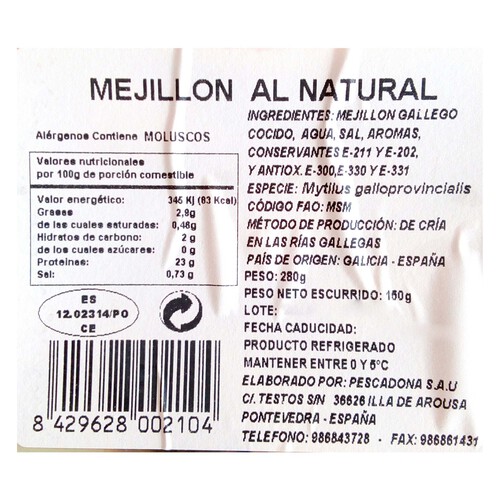 MEJILLON AL NATURAL
Alérgenos Contiene MOLUSCOS
Valores nutricionales
por 100g de porción comestible
Valor energético: 345 Kj (83 Kcal)
Grasas 2,9g
de las cuales saturadas: 0,48g
Hidratos de carbono: 2 g
de los cuales azúcares: 0 g
Proteinas: 23 g
Sal: 0,73 g
ES
12.02314/PO
CE
8 429628 002104
INGREDIENTES: MEJILLON GALLEGO
COCIDO, AGUA, SAL, AROMAS,
CONSERVANTES E-211 Y E-202,
Y ANTIOX. E-300,E-330 Y E-331
ESPECIE: Mytilus galloprovincialis
CÓDIGO FAO: MSM
MÉTODO DE PRODUCCIÓN: DE CRÍA
EN LAS RÍAS GALLEGAS
PAÍS DE ORIGEN: GALICIA - ESPAÑA
PESO: 280g
PESO NETO ESCURRIDO: 150g
LOTE:
FECHA CADUCIDAD:
PRODUCTO REFRIGERADO
MANTENER ENTRE 0 Y 5°C
ELABORADO POR: PESCADONA S.A.U
C/. TESTOS S/N 36626 ILLA DE AROUSA
PONTEVEDRA - ESPAÑA
TELEFONO: 986843728 - FAX: 986861431